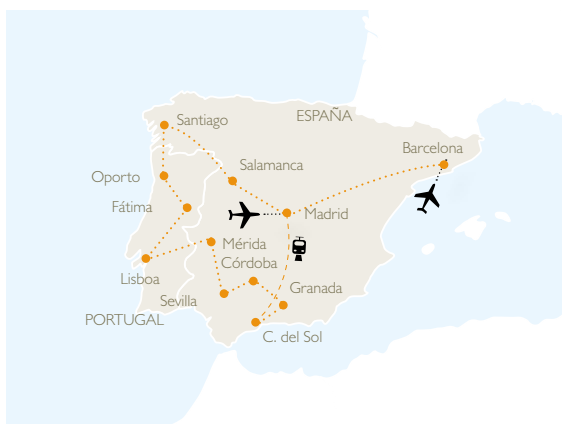 ESPAÑA
Santiago
Barcelona
Salamanca
Oporto
Fátima
Madrid
Mérida
Córdoba
Lisboa
Granada
Sevilla
PORTUGAL
C. del Sol